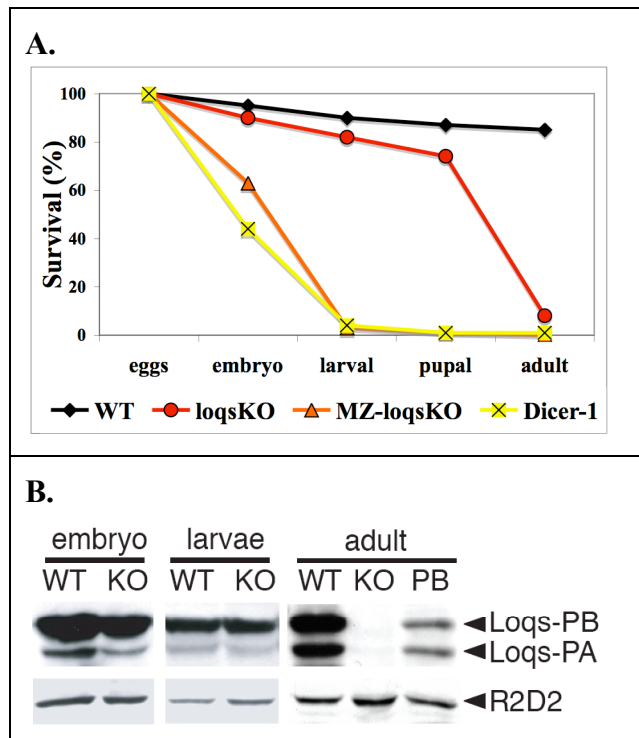 A.
100
80
60
40
20
0
Survival (%)
eggs embryo larval pupal adult
WT loqsKO MZ-loqsKO Dicer-1
B.
embryo larvae adult
WT KO WT KO WT KO PB
Loqs-PB
Loqs-PA
R2D2